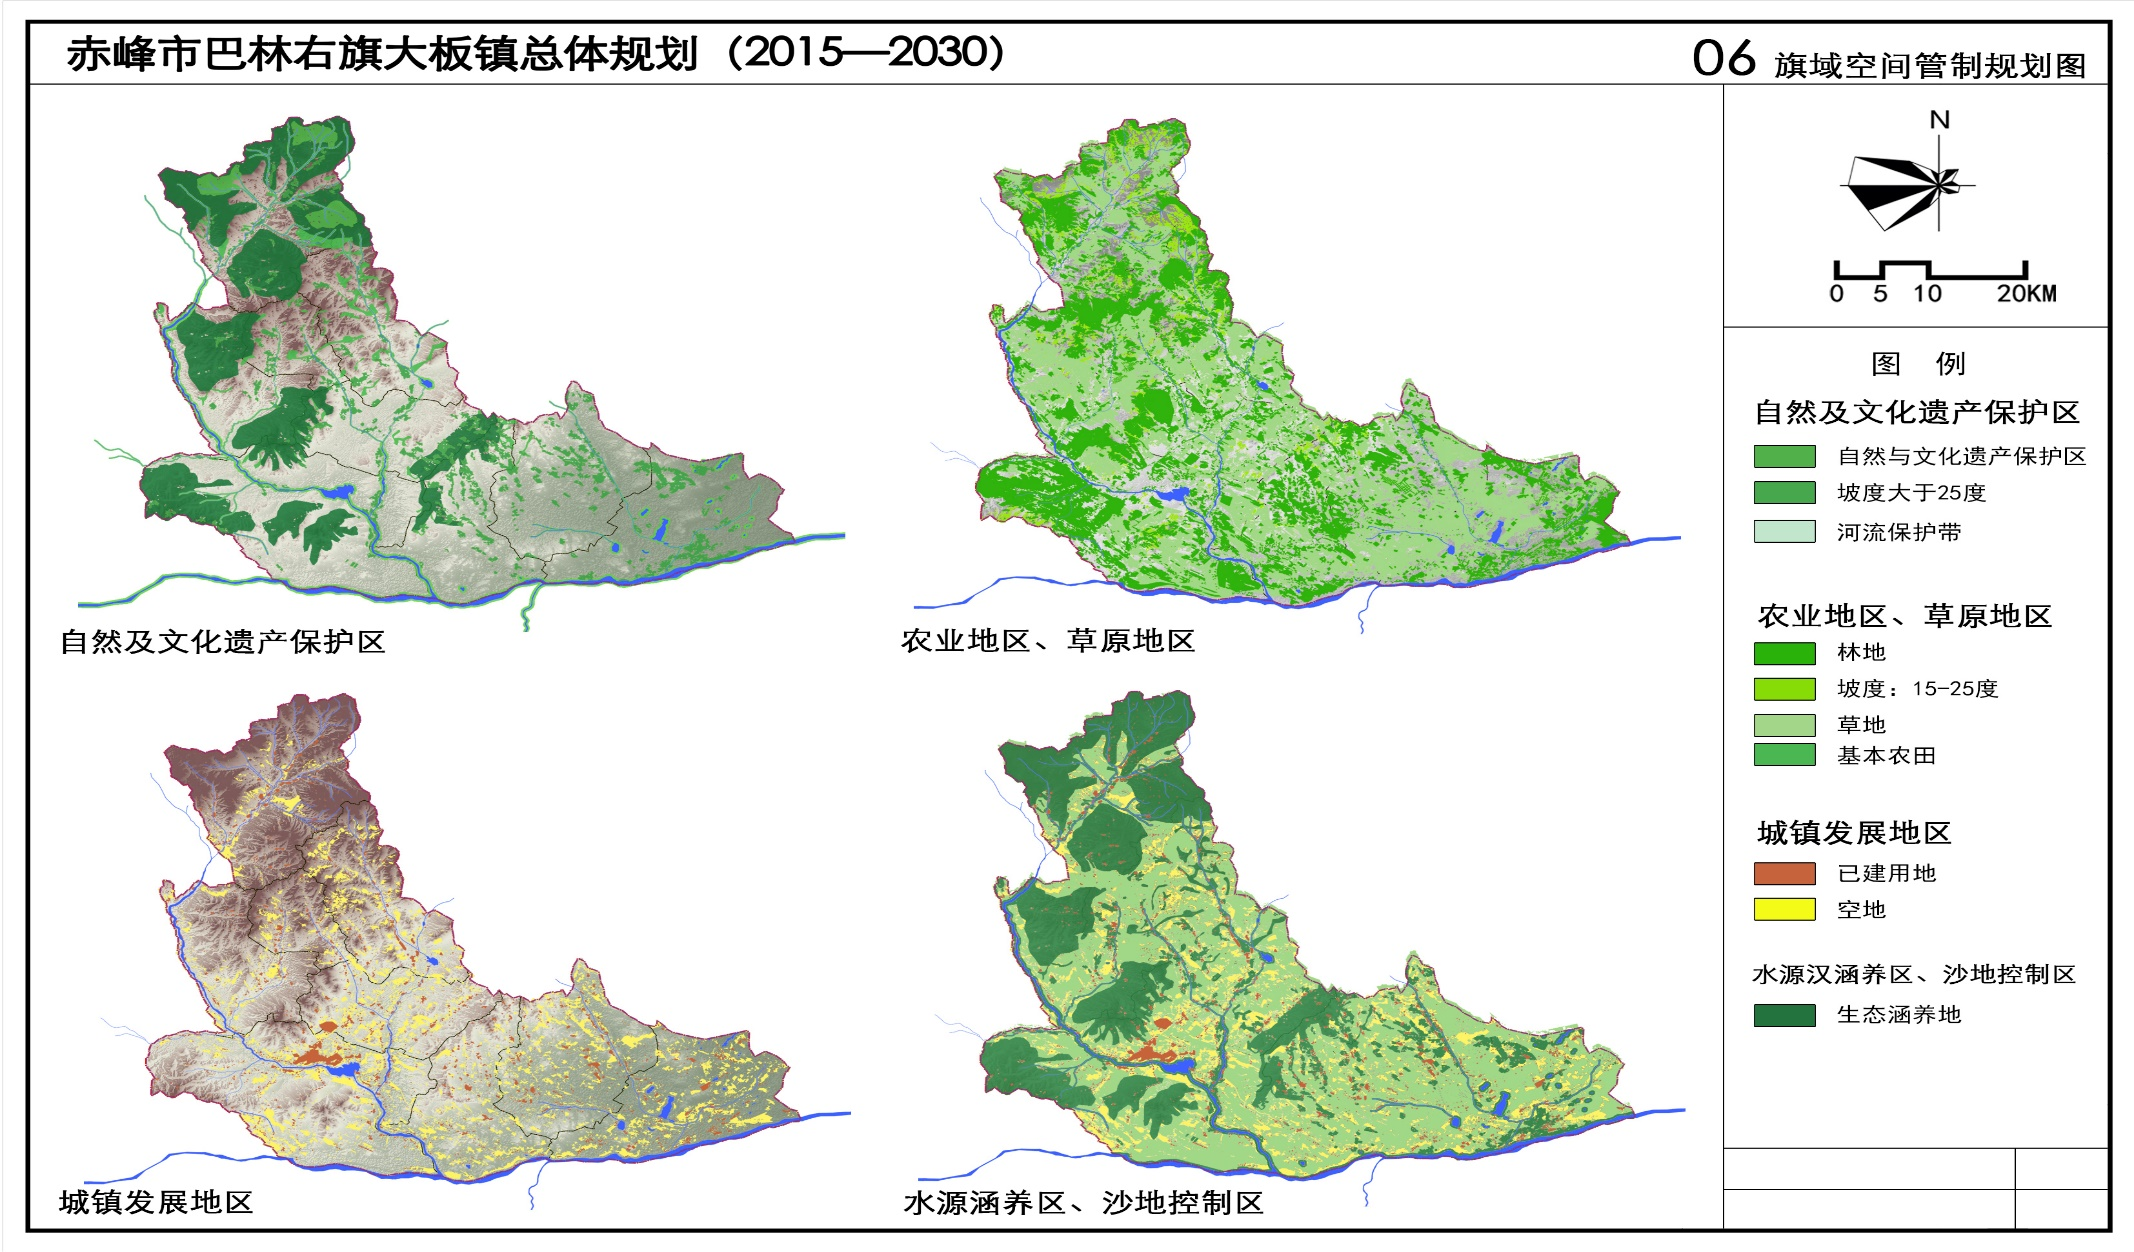 赤峰市巴林右旗大板镇总体规划（2015—2030）
06 旗域空间管制规划图
N
0 5 10 20KM
图 例
自然及文化遗产保护区
自然与文化遗产保护区
坡度大于25度
河流保护带
农业地区、草原地区
林地
坡度：15-25度
草地
基本农田
城镇发展地区
已建用地
空地
水源汉涵养区、沙地控制区
生态涵养地
自然及文化遗产保护区
农业地区、草原地区
城镇发展地区
水源涵养区、沙地控制区